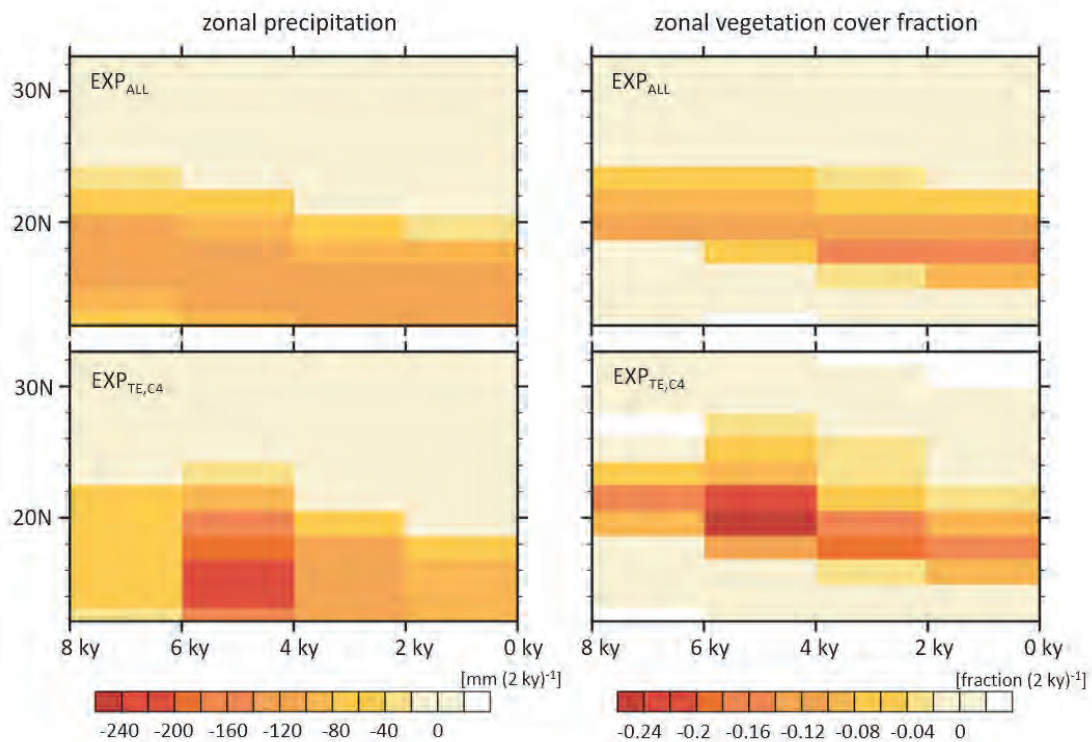 zonal precipitation
zonal vegetation cover fraction
EXP_ALL
EXP_ALL
30N
20N
EXP_TE,C4
EXP_TE,C4
30N
20N
8 ky 6 ky 4 ky 2 ky 0 ky
8 ky 6 ky 4 ky 2 ky 0 ky
[mm (2 ky)⁻¹]
[fraction (2 ky)⁻¹]
-240 -200 -160 -120 -80 -40 0
-0.24 -0.2 -0.16 -0.12 -0.08 -0.04 0